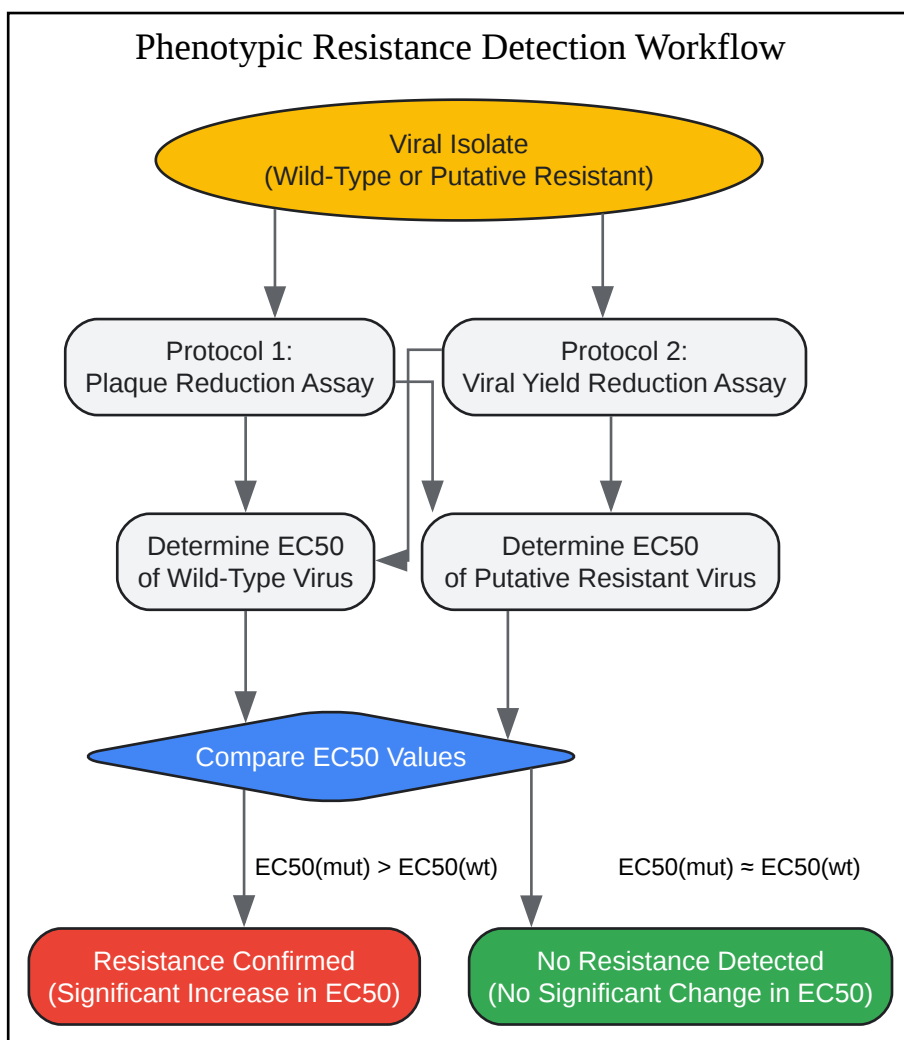 Phenotypic Resistance Detection Workflow
Viral Isolate
(Wild-Type or Putative Resistant)
Protocol 1:
Plaque Reduction Assay
Protocol 2:
Viral Yield Reduction Assay
Determine EC50
of Wild-Type Virus
Determine EC50
of Putative Resistant Virus
Compare EC50 Values
EC50(mut) > EC50(wt)
EC50(mut) ≈ EC50(wt)
Resistance Confirmed
(Significant Increase in EC50)
No Resistance Detected
(No Significant Change in EC50)